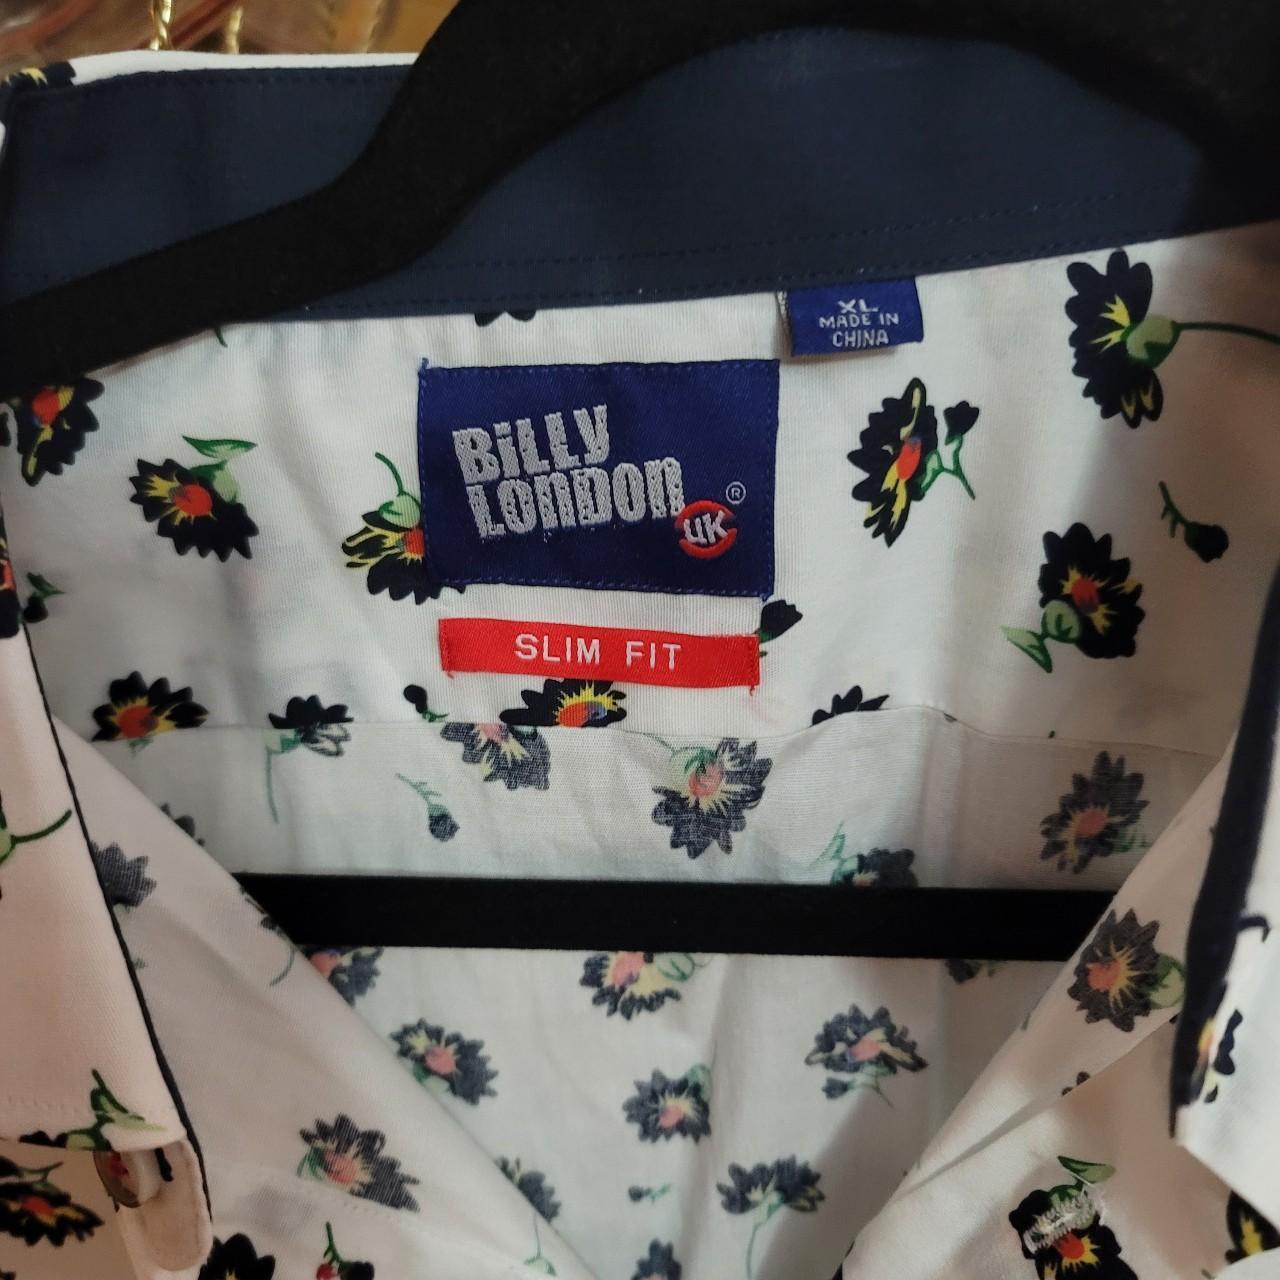 XL
MADE IN
CHINA
BiLLY
LONDON
UK ®
SLIM FIT